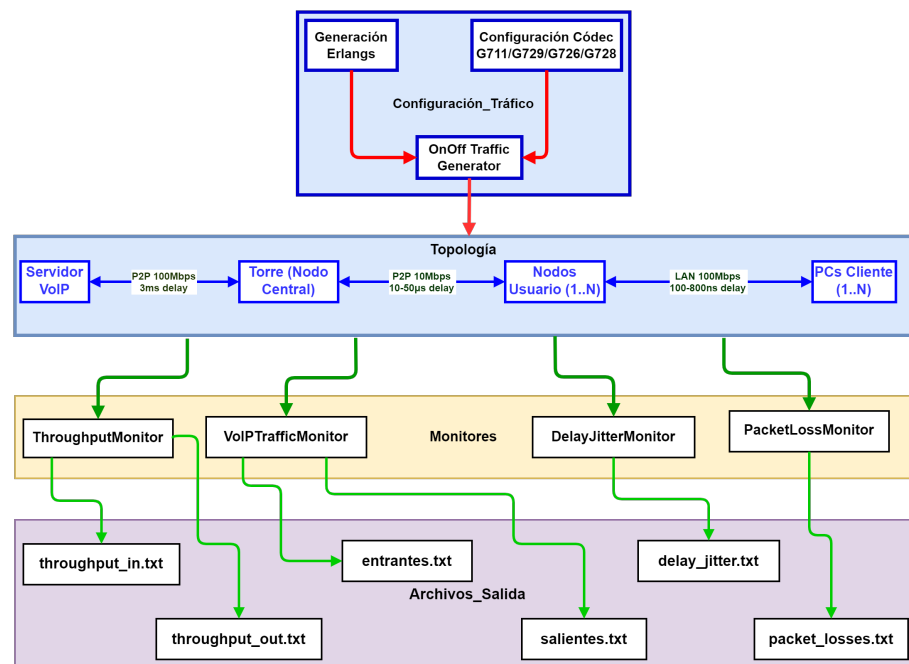 Generación
Erlangs
Configuración Códec
G711/G729/G726/G728
Configuración_Tráfico
OnOff Traffic
Generator
Topología
Servidor
VoIP
P2P 100Mbps
3ms delay
Torre (Nodo
Central)
P2P 10Mbps
10-50μs delay
Nodos
Usuario (1..N)
LAN 100Mbps
100-800ns delay
PCs Cliente
(1..N)
ThroughputMonitor
VoIPTrafficMonitor
Monitores
DelayJitterMonitor
PacketLossMonitor
throughput_in.txt
entrantes.txt
delay_jitter.txt
Archivos_Salida
throughput_out.txt
salientes.txt
packet_losses.txt